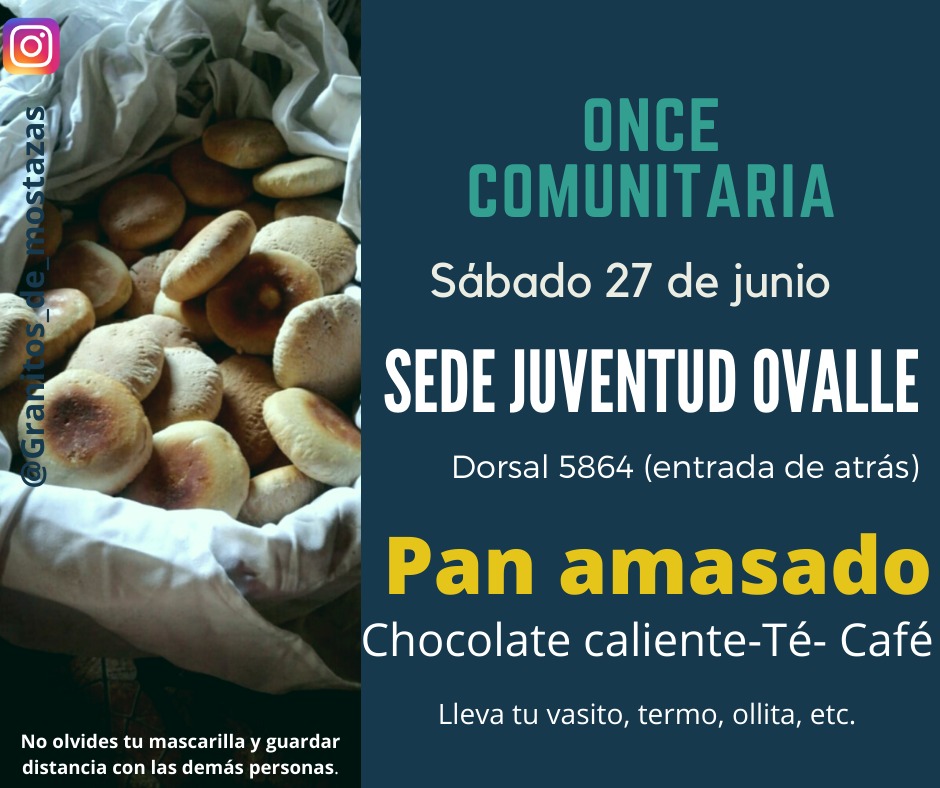 @Granitos_de_mostazas
ONCE
COMUNITARIA
Sábado 27 de junio
SEDE JUVENTUD OVALLE
Dorsal 5864 (entrada de atrás)
Pan amasado
Chocolate caliente-Té- Café
Lleva tu vasito, termo, ollita, etc.
No olvides tu mascarilla y guardar
distancia con las demás personas.